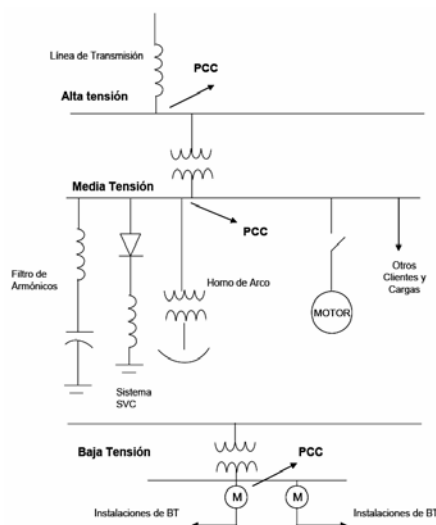 Línea de Transmisión
PCC
Alta tensión
Media Tensión
PCC
Filtro de
Armónicos
Horno de Arco
Otros
Clientes y
Cargas
MOTOR
Sistema
SVC
Baja Tensión
PCC
M
M
Instalaciones de BT
Instalaciones de BT